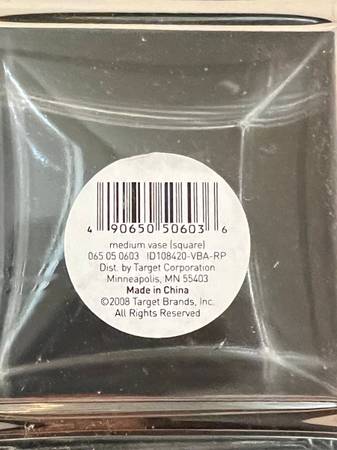 4 90650 50603 6
medium vase (square)
065 05 0603 ID108420-VBA-RP
Dist. by Target Corporation
Minneapolis, MN 55403
Made in China
©2008 Target Brands, Inc.
All Rights Reserved